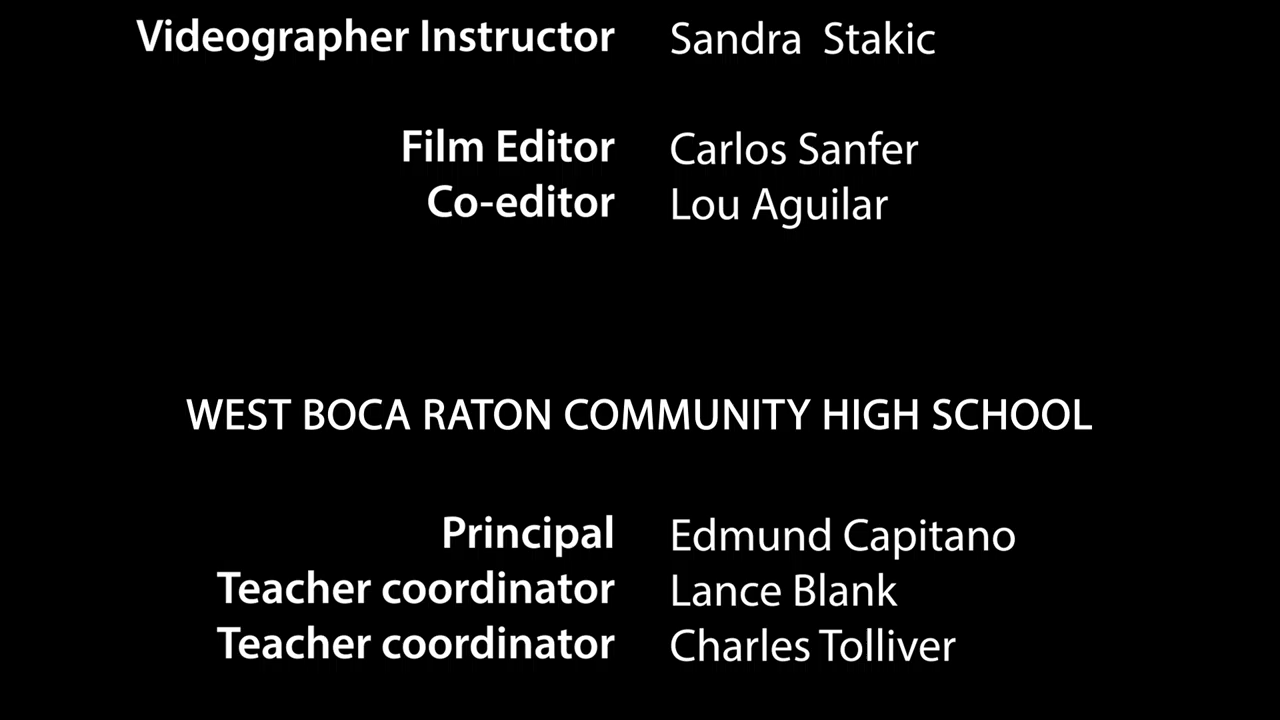 Videographer Instructor Sandra Stakic
Film Editor Carlos Sanfer
Co-editor Lou Aguilar
WEST BOCA RATON COMMUNITY HIGH SCHOOL
Principal Edmund Capitano
Teacher coordinator Lance Blank
Teacher coordinator Charles Tolliver